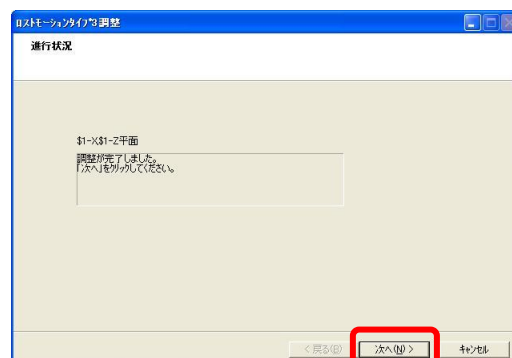 ロストモーションタイプ3調整
進行状況
$1-X$1-Z平面
調整が完了しました。
「次へ」をクリックしてください。
< 戻る(B) 次へ(N) > キャンセル